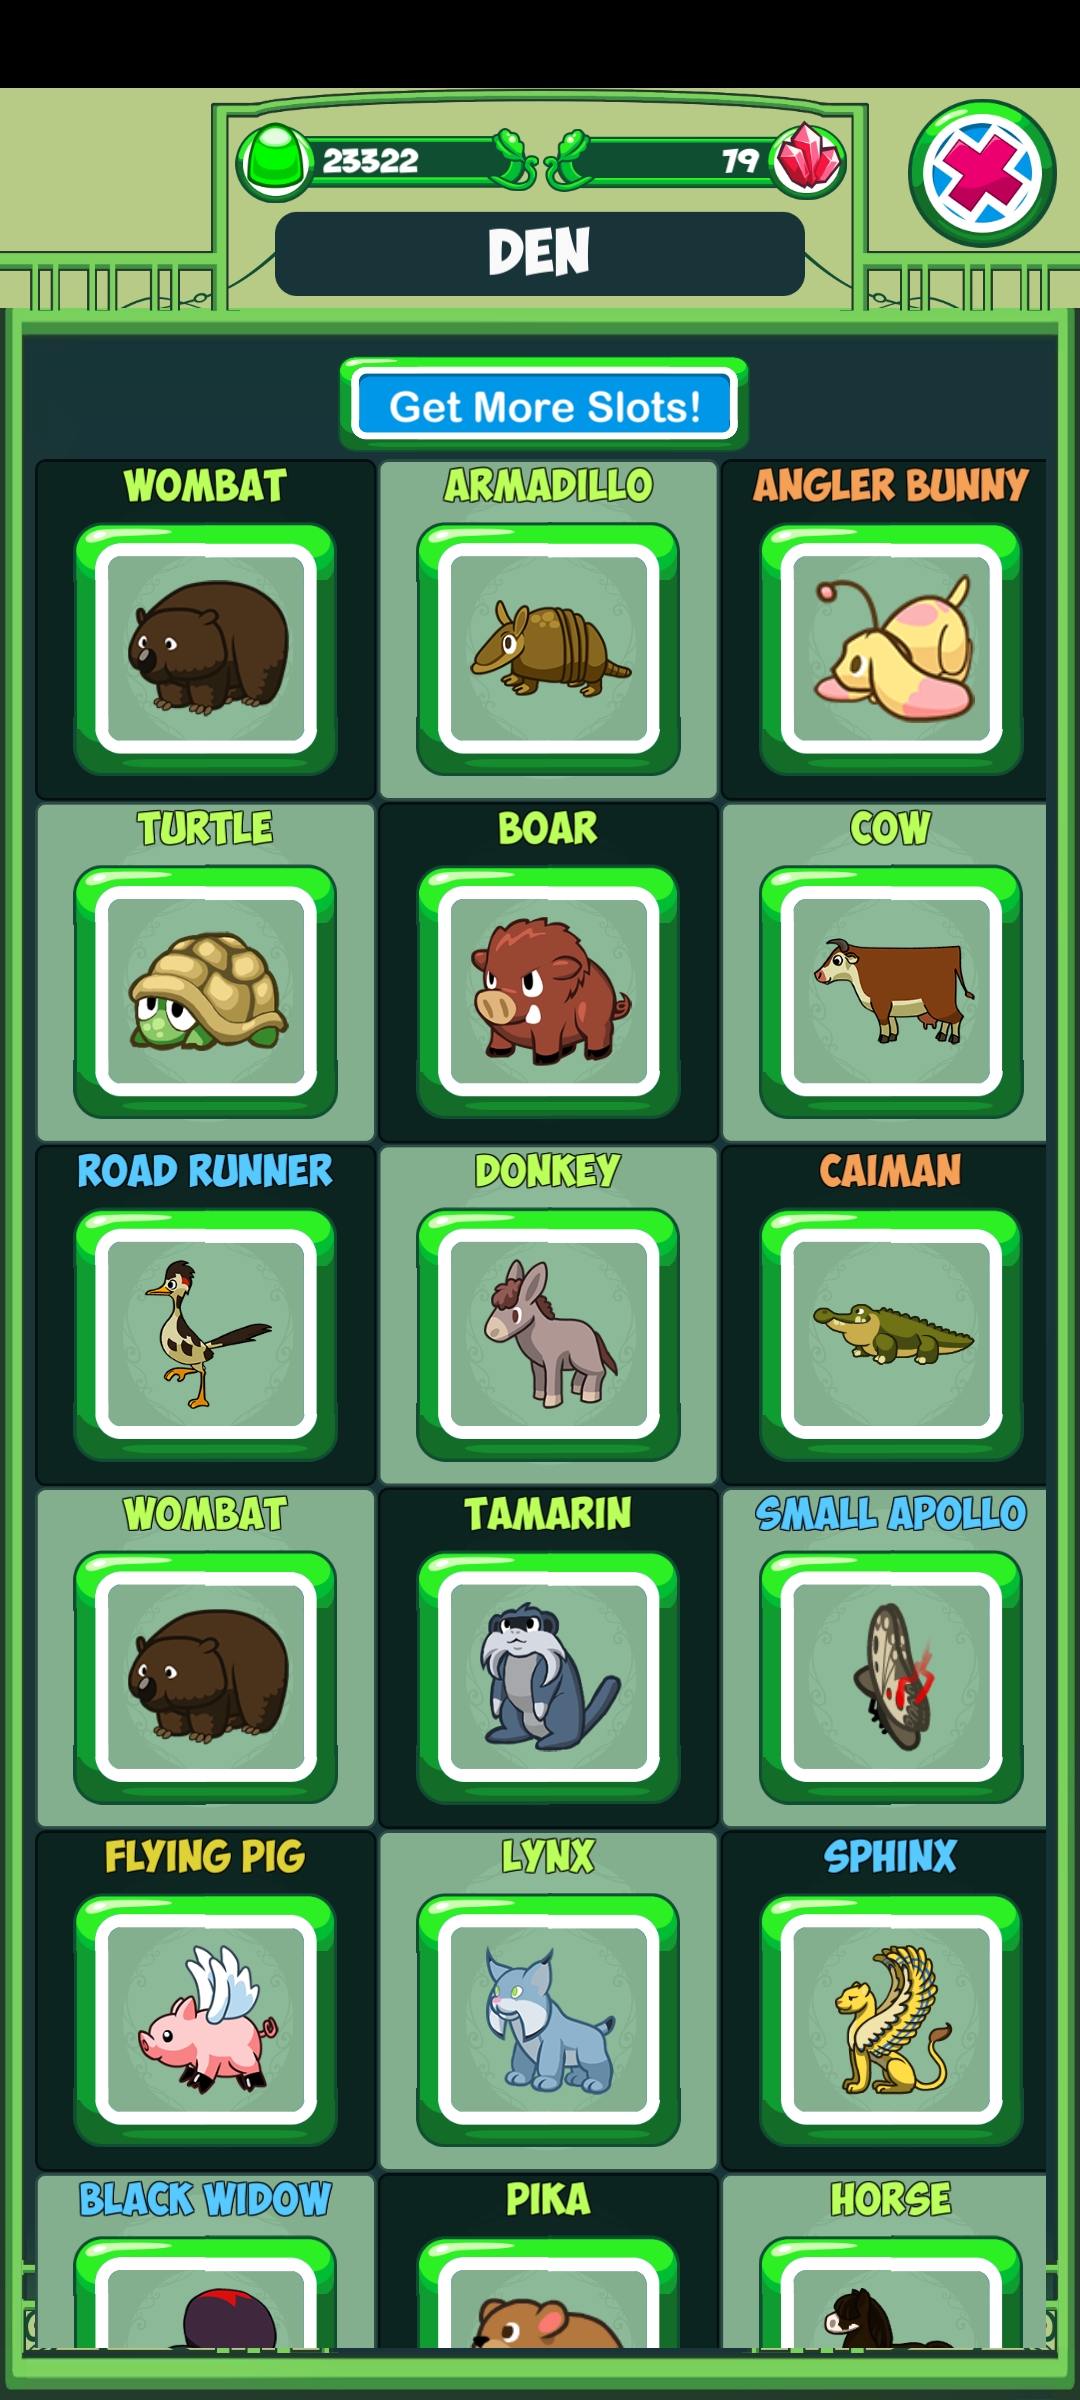 23322
79
DEN
Get More Slots!
WOMBAT
ARMADILLO
ANGLER BUNNY
TURTLE
BOAR
COW
ROAD RUNNER
DONKEY
CAIMAN
WOMBAT
TAMARIN
SMALL APOLLO
FLYING PIG
LYNX
SPHINX
BLACK WIDOW
PIKA
HORSE